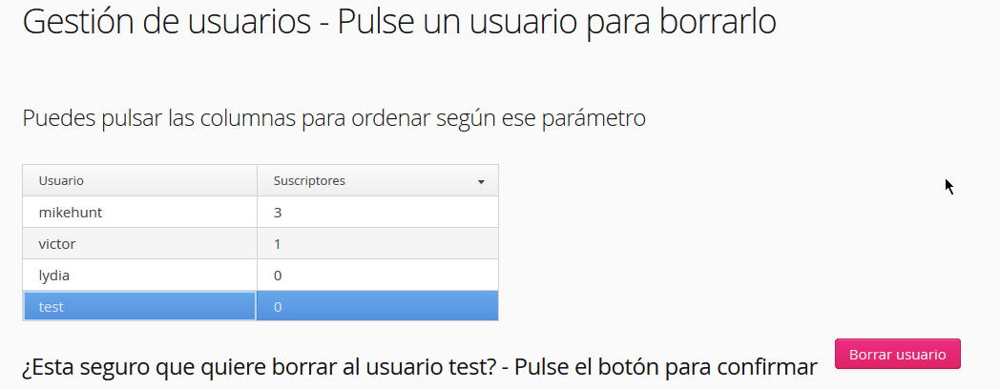 Gestión de usuarios - Pulse un usuario para borrarlo
Puedes pulsar las columnas para ordenar según ese parámetro
Usuario Suscriptores
mikehunt 3
victor 1
lydia 0
test 0
¿Esta seguro que quiere borrar al usuario test? - Pulse el botón para confirmar Borrar usuario